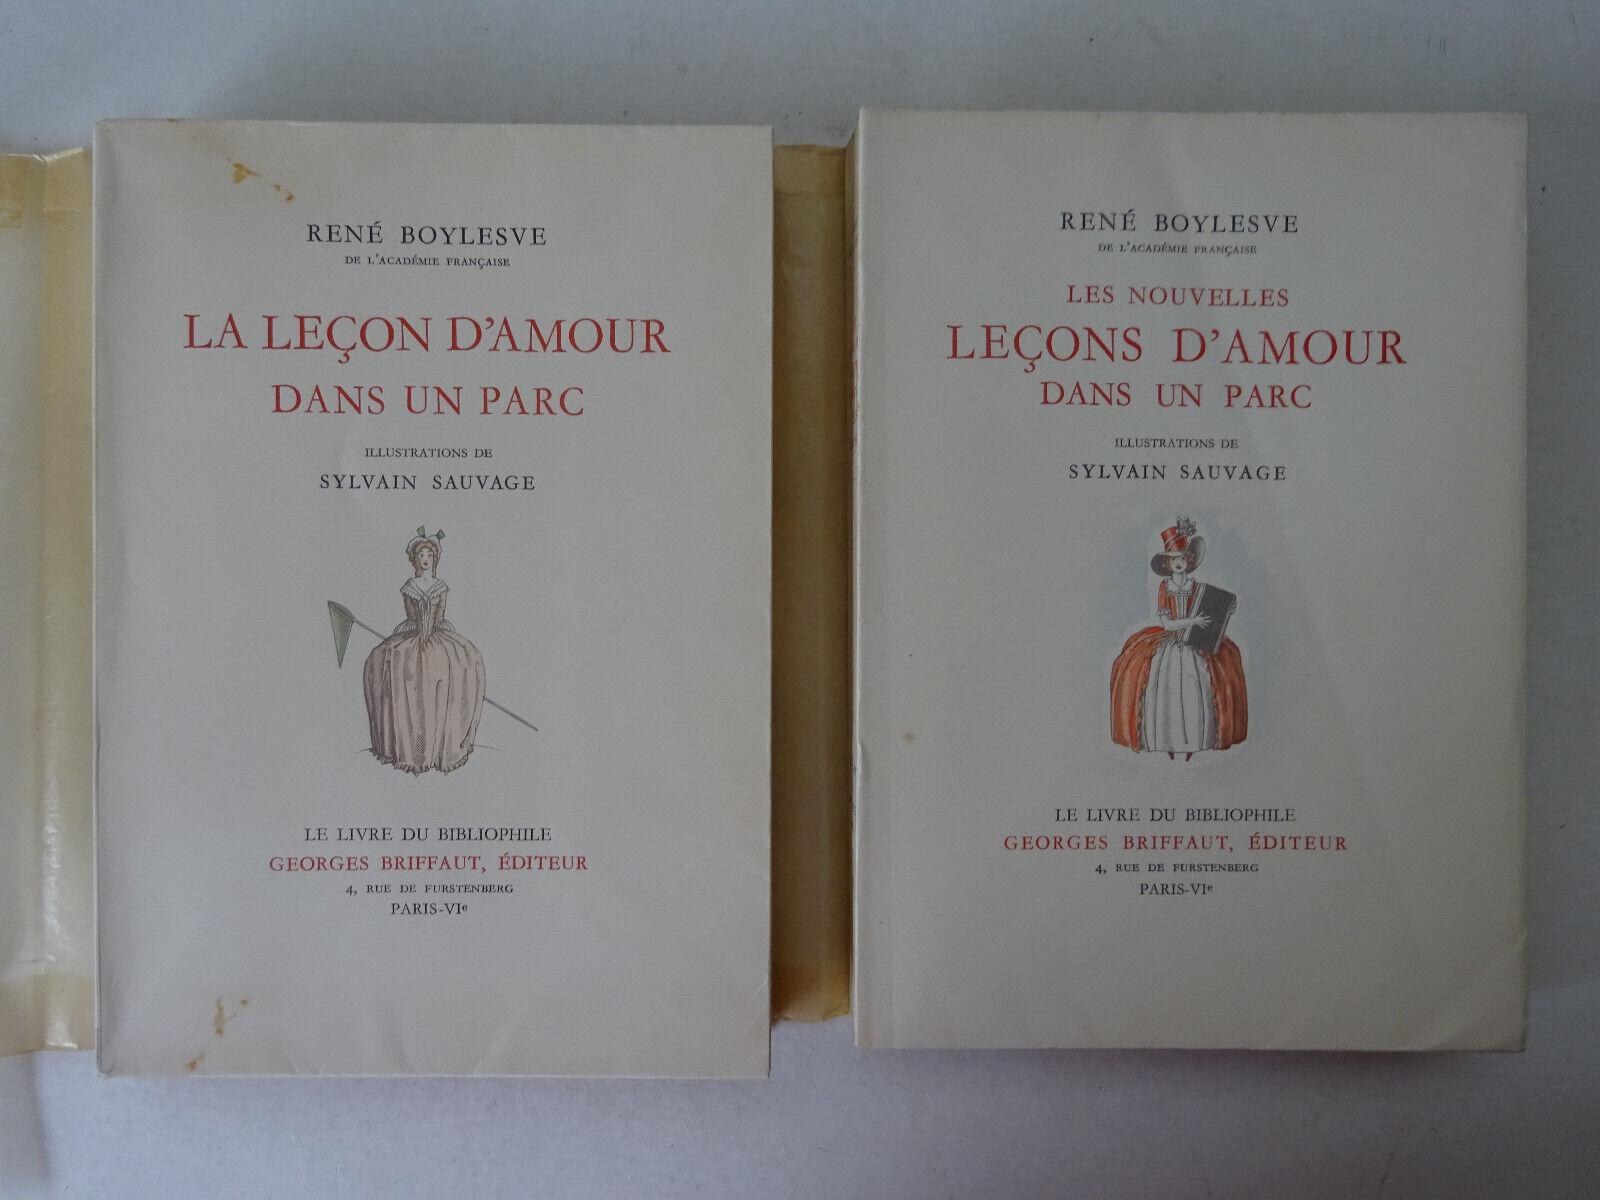 RENÉ BOYLESVE
DE L'ACADÉMIE FRANÇAISE
LA LEÇON D'AMOUR
DANS UN PARC
ILLUSTRATIONS DE
SYLVAIN SAUVAGE
LE LIVRE DU BIBLIOPHILE
GEORGES BRIFFAUT, ÉDITEUR
4, RUE DE FURSTENBERG
PARIS-VIe
RENÉ BOYLESVE
DE L'ACADÉMIE FRANÇAISE
LES NOUVELLES
LEÇONS D'AMOUR
DANS UN PARC
ILLUSTRATIONS DE
SYLVAIN SAUVAGE
LE LIVRE DU BIBLIOPHILE
GEORGES BRIFFAUT, ÉDITEUR
4, RUE DE FURSTENBERG
PARIS-VIe